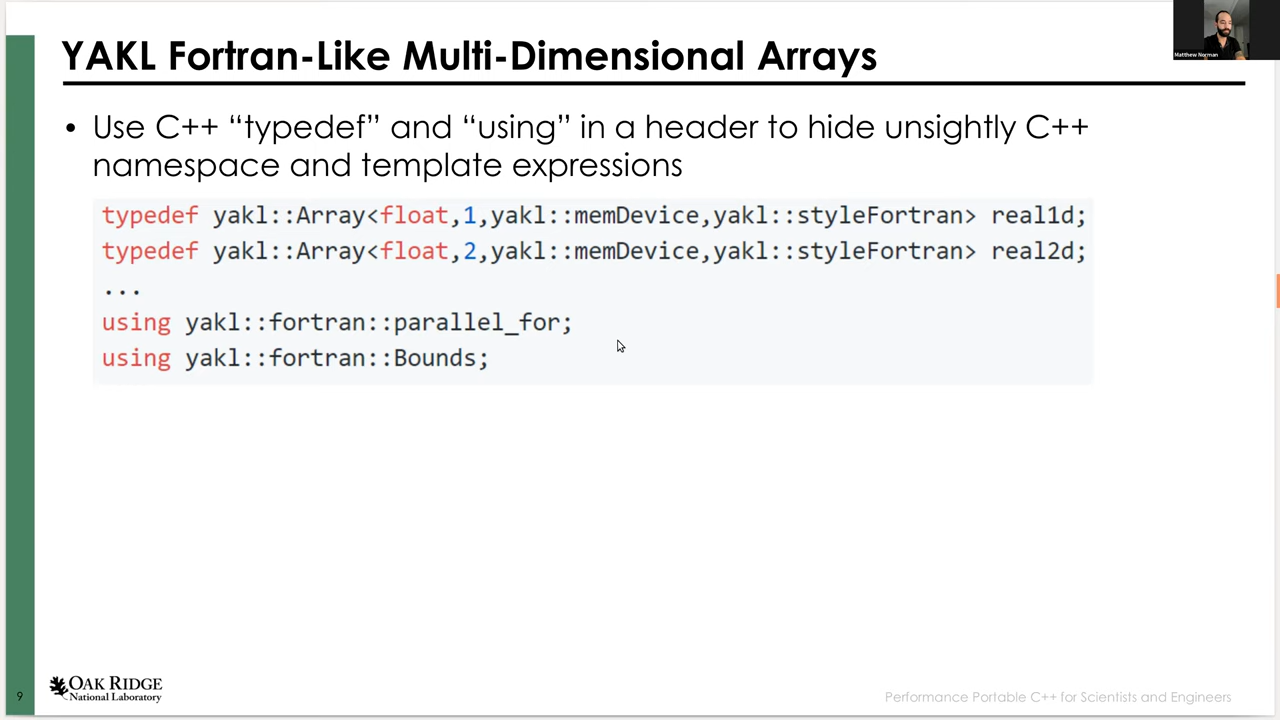 YAKL Fortran-Like Multi-Dimensional Arrays
Matthew Norman
• Use C++ “typedef” and “using” in a header to hide unsightly C++
namespace and template expressions
typedef yakl::Array<float,1,yakl::memDevice,yakl::styleFortran> real1d;
typedef yakl::Array<float,2,yakl::memDevice,yakl::styleFortran> real2d;
...
using yakl::fortran::parallel_for;
using yakl::fortran::Bounds;
9
OAK RIDGE
National Laboratory
Performance Portable C++ for Scientists and Engineers